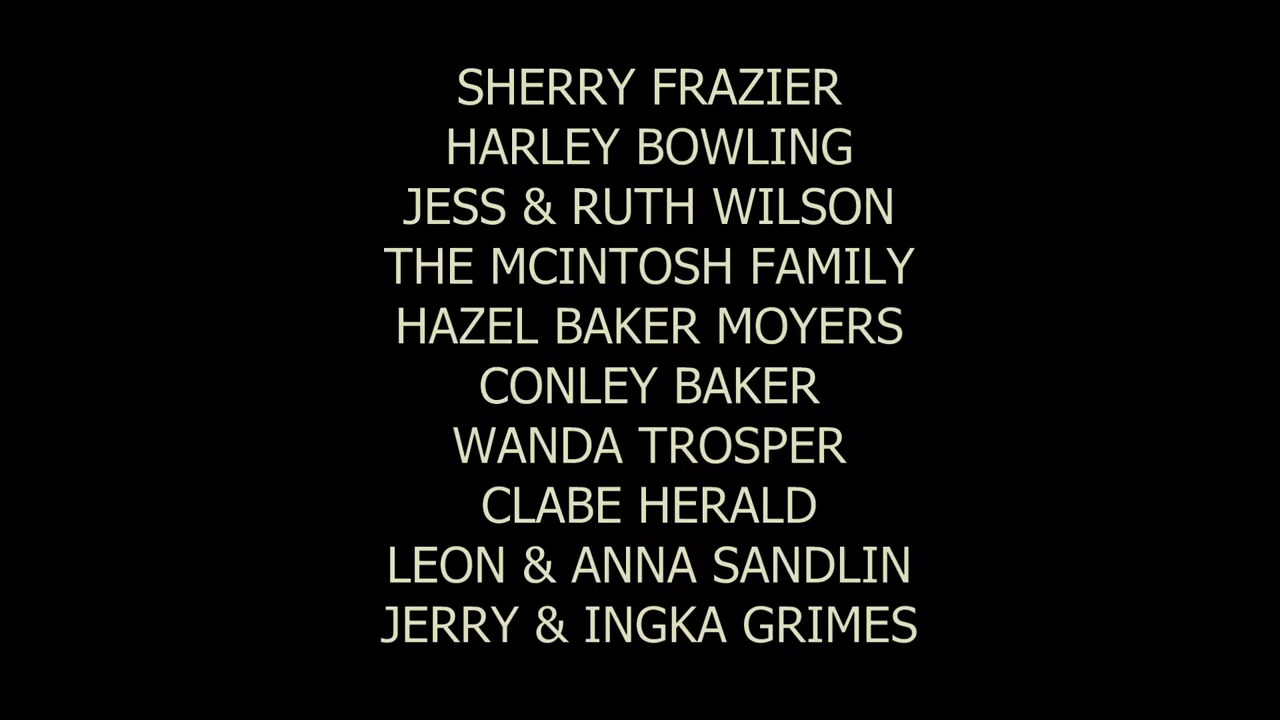 SHERRY FRAZIER
HARLEY BOWLING
JESS & RUTH WILSON
THE MCINTOSH FAMILY
HAZEL BAKER MOYERS
CONLEY BAKER
WANDA TROSPER
CLABE HERALD
LEON & ANNA SANDLIN
JERRY & INGKA GRIMES